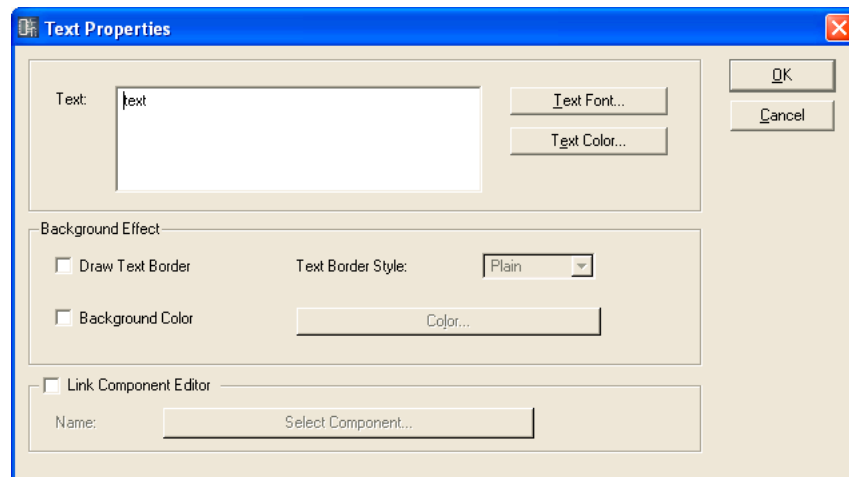 Text Properties
OK
Text: text Text Font...
Cancel
Text Color...
Background Effect
Draw Text Border Text Border Style: Plain
Background Color Color...
Link Component Editor
Name: Select Component...